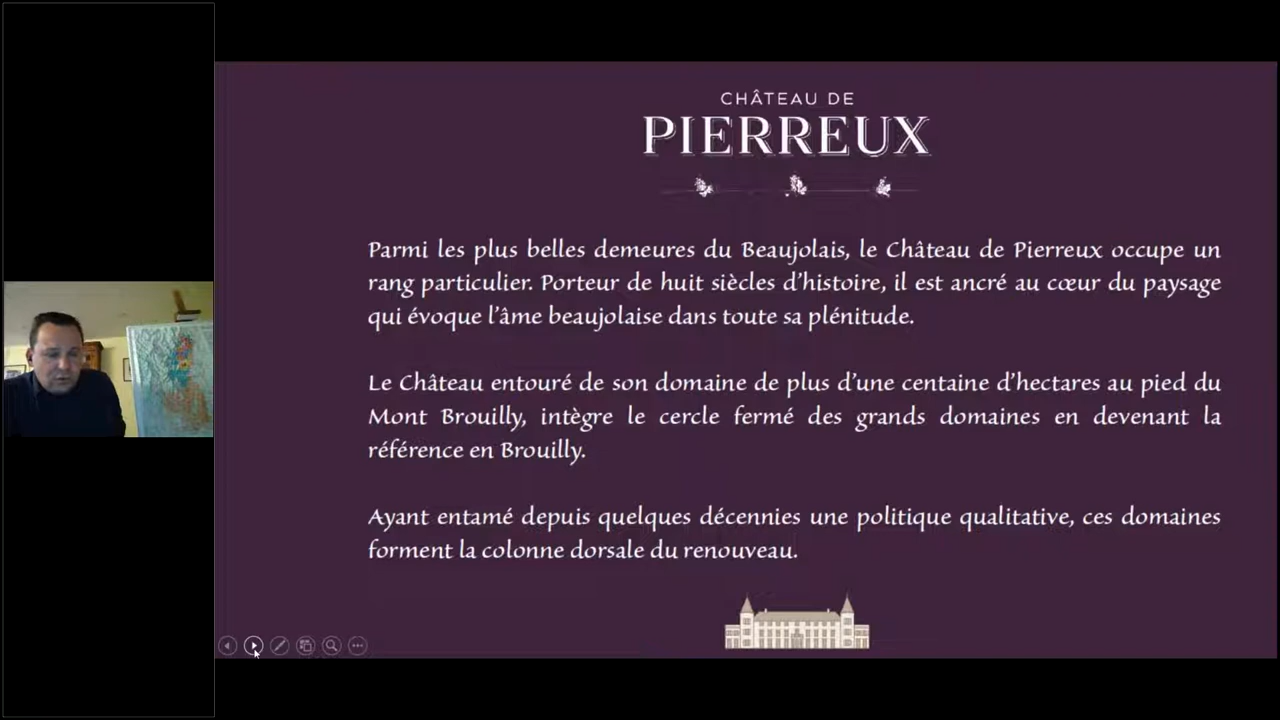 CHÂTEAU DE
PIERREUX
Parmi les plus belles demeures du Beaujolais, le Château de Pierreux occupe un
rang particulier. Porteur de huit siècles d’histoire, il est ancré au cœur du paysage
qui évoque l’âme beaujolaise dans toute sa plénitude.
Le Château entouré de son domaine de plus d’une centaine d’hectares au pied du
Mont Brouilly, intègre le cercle fermé des grands domaines en devenant la
référence en Brouilly.
Ayant entamé depuis quelques décennies une politique qualitative, ces domaines
forment la colonne dorsale du renouveau.